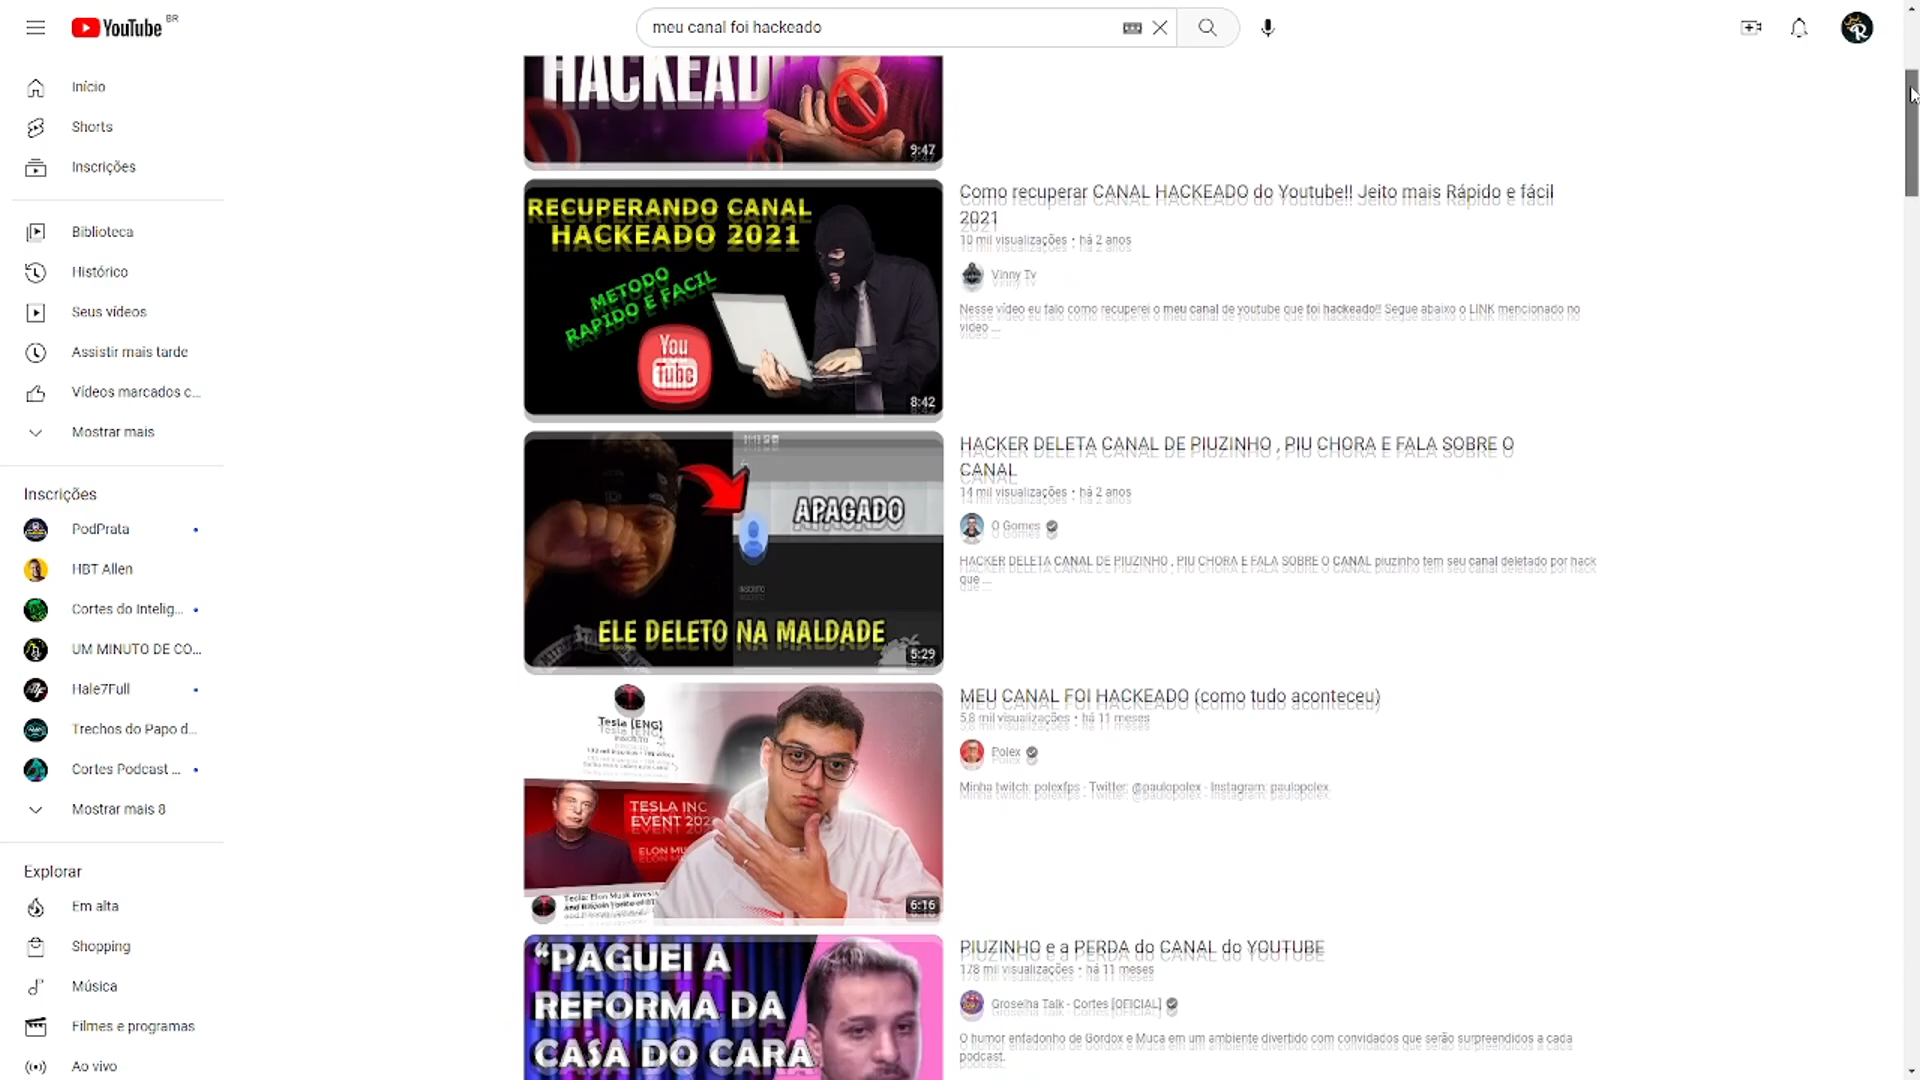 YouTube BR
meu canal foi hackeado
Início
Shorts
Inscrições
Biblioteca
Histórico
Seus vídeos
Assistir mais tarde
Vídeos marcados c...
Mostrar mais
Inscrições
PodPrata
HBT Allen
Cortes do Intelig...
UM MINUTO DE CO...
Hale7Full
Trechos do Papo d...
Cortes Podcast ...
Mostrar mais 8
Explorar
Em alta
Shopping
Música
Filmes e programas
Ao vivo
HACKEAD
9:47
RECUPERANDO CANAL
HACKEADO 2021
METODO
RAPIDO E FACIL
You
Tube
8:42
Como recuperar CANAL HACKEADO do Youtube!! Jeito mais Rápido e fácil
2021
10 mil visualizações • há 2 anos
Vinny Tv
Nesse vídeo eu falo como recuperei o meu canal de youtube que foi hackeado!! Segue abaixo o LINK mencionado no
vídeo ...
APAGADO
ELE DELETO NA MALDADE
5:29
HACKER DELETA CANAL DE PIUZINHO , PIU CHORA E FALA SOBRE O
CANAL
14 mil visualizações • há 2 anos
O Gomes
HACKER DELETA CANAL DE PIUZINHO , PIU CHORA E FALA SOBRE O CANAL piuzinho tem seu canal deletado por hack
que ...
Tesla [ENG]
TESLA INC
EVENT 202
ELON MU
Tesla: Elon Musk
6:16
MEU CANAL FOI HACKEADO (como tudo aconteceu)
5,8 mil visualizações • há 11 meses
Polex
Minha twitch: polexfps - Twitter: @paulopolex - Instagram: paulopolex.
“PAGUEI A
REFORMA DA
CASA DO CARA
PIUZINHO e a PERDA do CANAL do YOUTUBE
178 mil visualizações • há 11 meses
Groselha Talk - Cortes [OFICIAL]
O humor enfadonho de Gordox e Muca em um ambiente divertido com convidados que serão surpreendidos a cada
podcast.